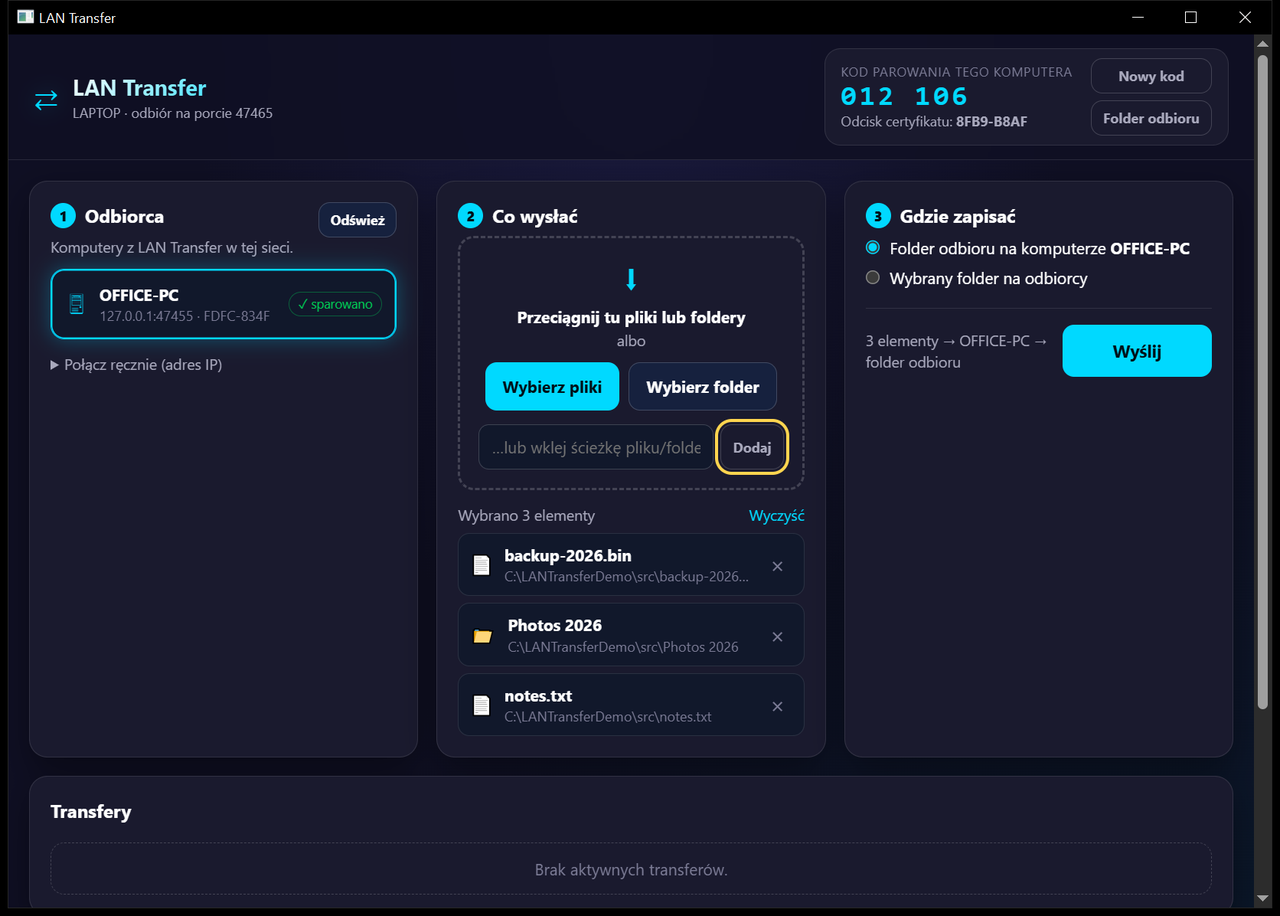 LAN Transfer
LAN Transfer
LAPTOP · odbiór na porcie 47465
KOD PAROWANIA TEGO KOMPUTERA
012 106
Odcisk certyfikatu: 8FB9-B8AF
Nowy kod
Folder odbioru
1 Odbiorca
Odśwież
Komputery z LAN Transfer w tej sieci.
OFFICE-PC
127.0.0.1:47455 · FDFC-834F
✓ sparowano
▶ Połącz ręcznie (adres IP)
2 Co wysłać
Przeciągnij tu pliki lub foldery
albo
Wybierz pliki
Wybierz folder
...lub wklej ścieżkę pliku/folde
Dodaj
Wybrano 3 elementy
Wyczyść
backup-2026.bin
C:\LANTransferDemo\src\backup-2026...
Photos 2026
C:\LANTransferDemo\src\Photos 2026
notes.txt
C:\LANTransferDemo\src\notes.txt
3 Gdzie zapisać
Folder odbioru na komputerze OFFICE-PC
Wybrany folder na odbiorcy
3 elementy → OFFICE-PC →
folder odbioru
Wyślij
Transfery
Brak aktywnych transferów.